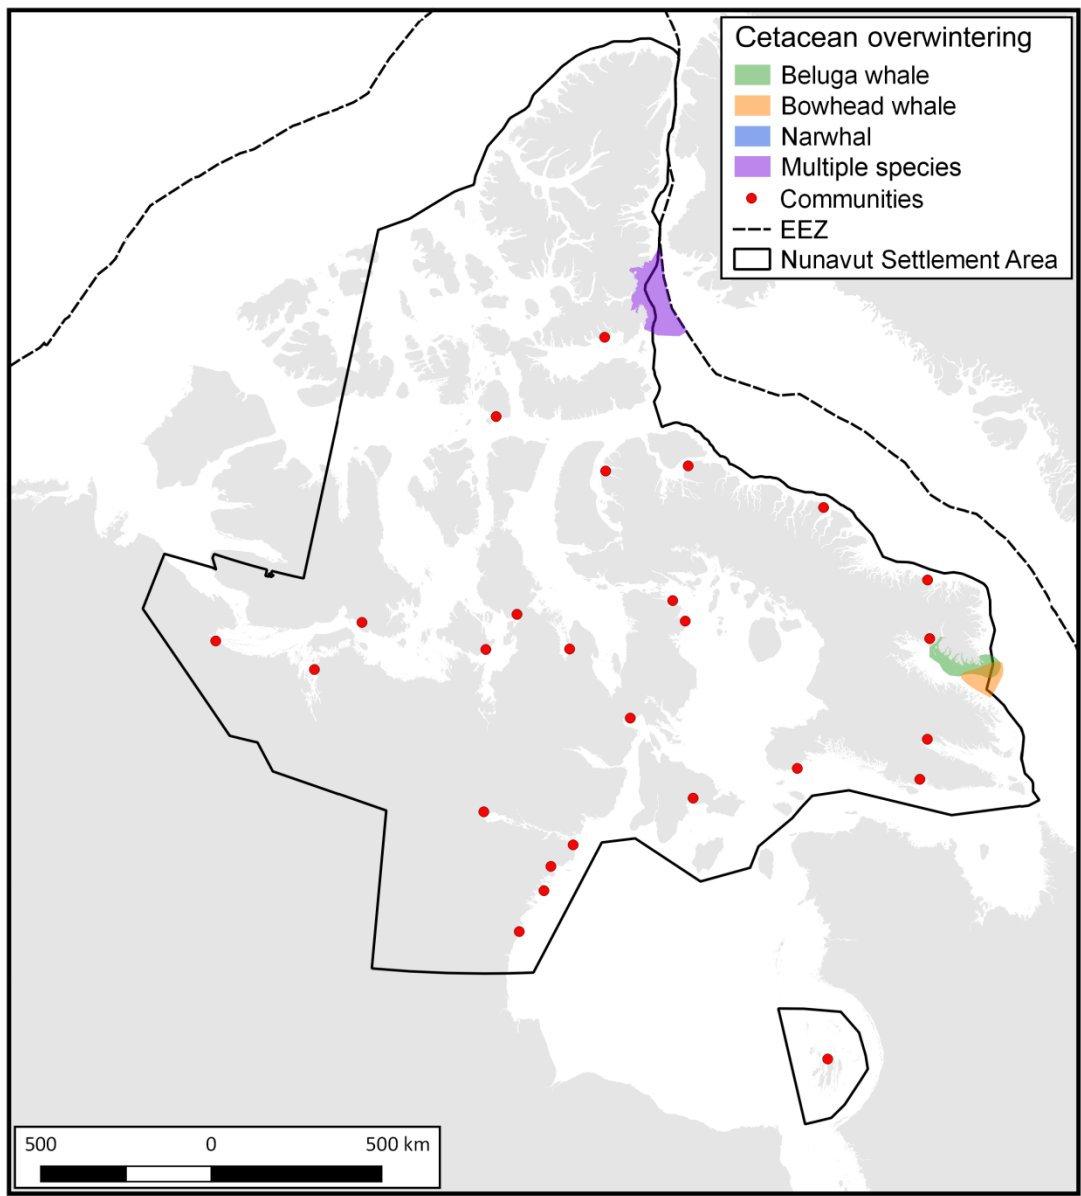 Cetacean overwintering
Beluga whale
Bowhead whale
Narwhal
Multiple species
Communities
EEZ
Nunavut Settlement Area
500 0 500 km